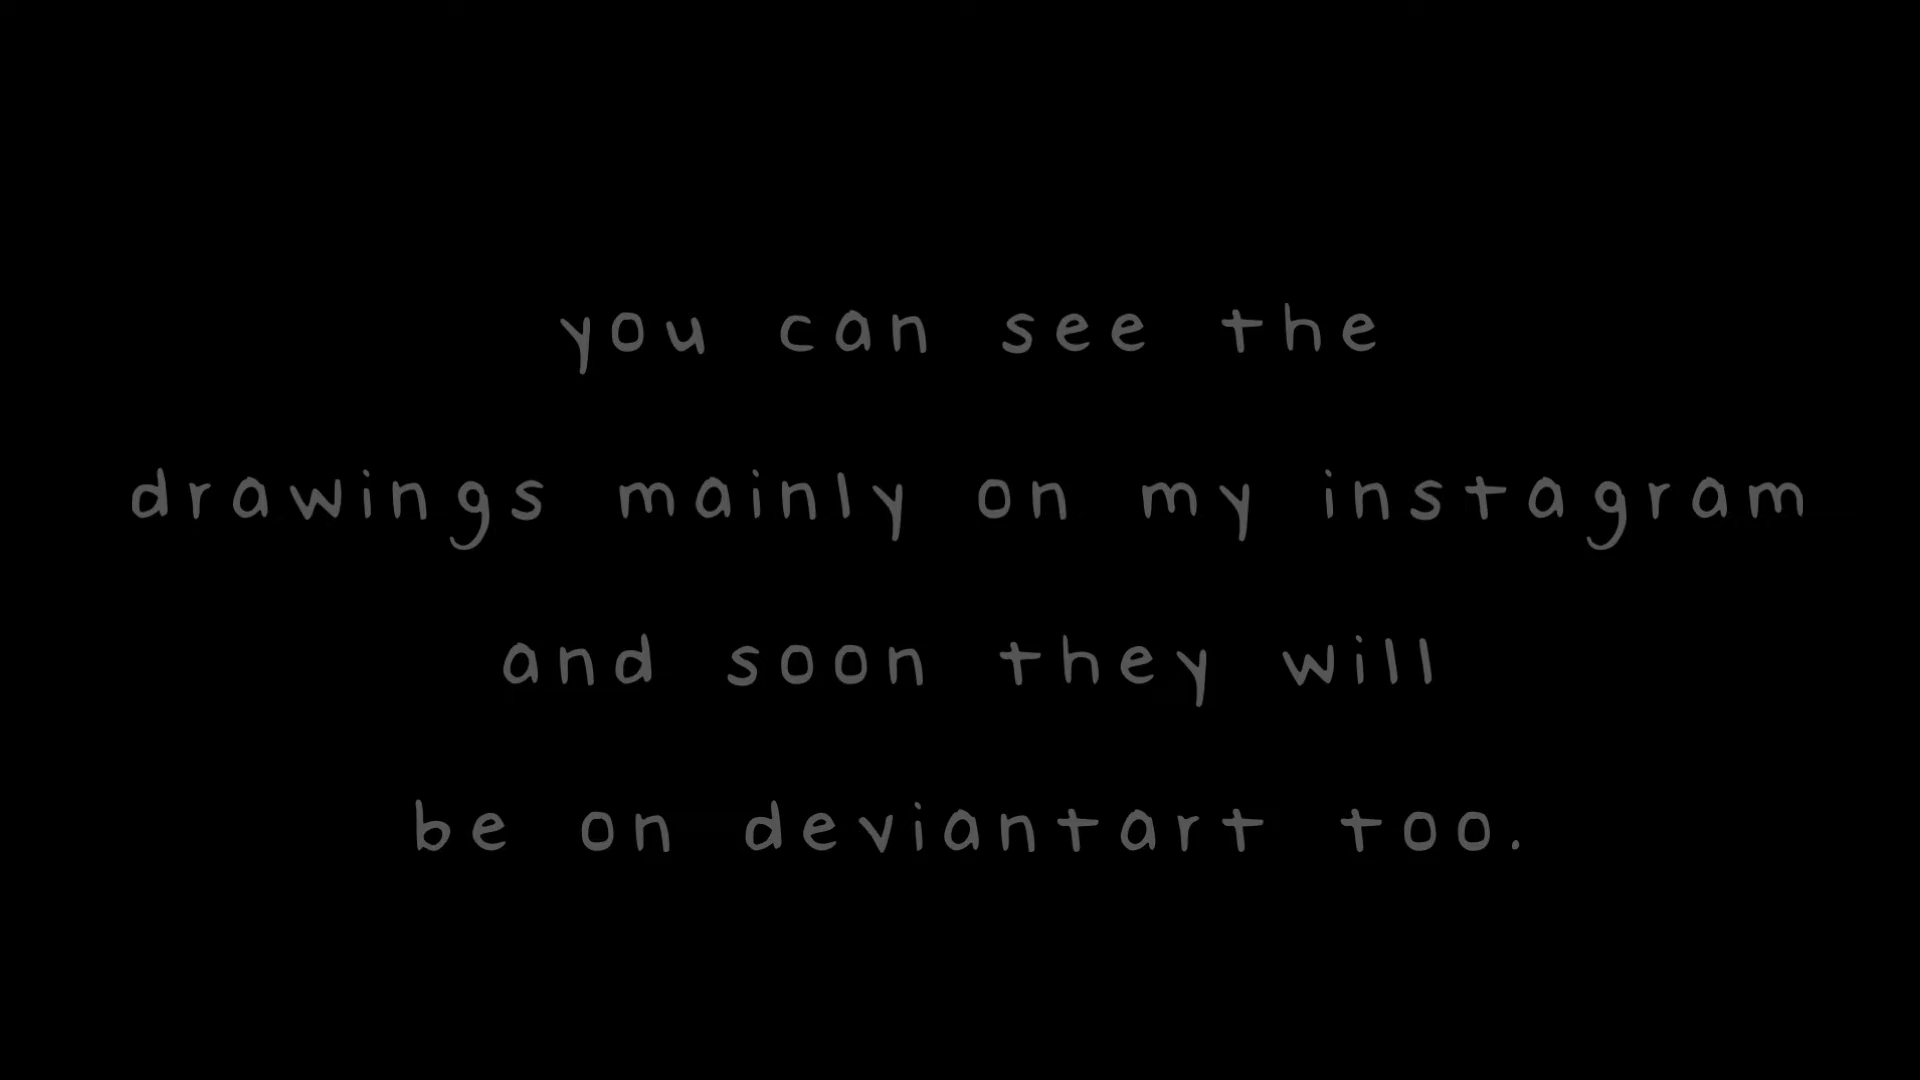 you can see the
drawings mainly on my instagram
and soon they will
be on deviantart too.